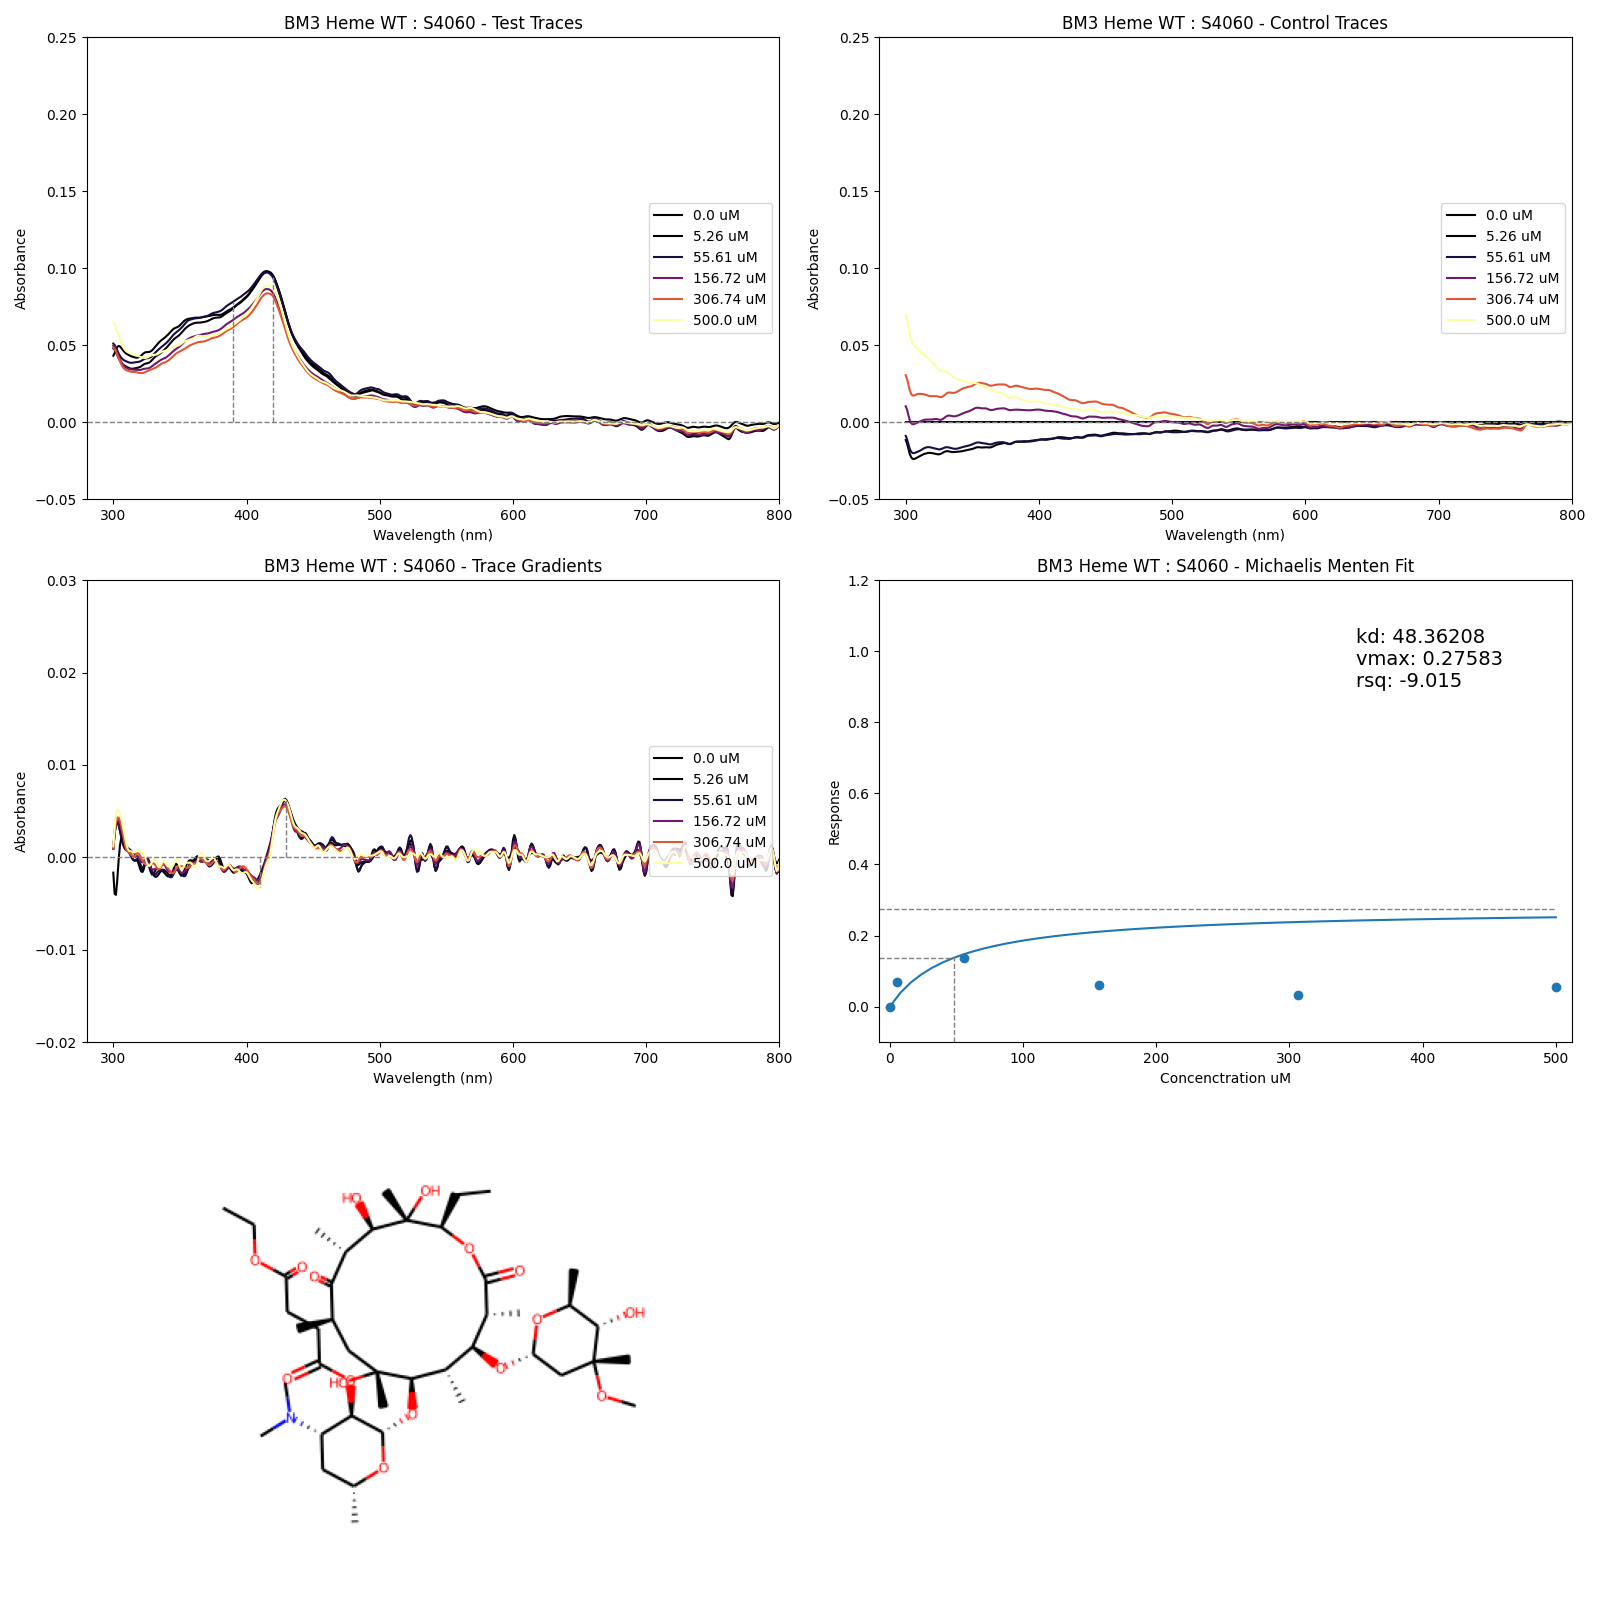 BM3 Heme WT : S4060 - Test Traces
Absorbance
0.25
0.20
0.15
0.10
0.05
0.00
−0.05
300 400 500 600 700 800
Wavelength (nm)
0.0 uM
5.26 uM
55.61 uM
156.72 uM
306.74 uM
500.0 uM
BM3 Heme WT : S4060 - Control Traces
Absorbance
0.25
0.20
0.15
0.10
0.05
0.00
−0.05
300 400 500 600 700 800
Wavelength (nm)
0.0 uM
5.26 uM
55.61 uM
156.72 uM
306.74 uM
500.0 uM
BM3 Heme WT : S4060 - Trace Gradients
Absorbance
0.03
0.02
0.01
0.00
−0.01
−0.02
300 400 500 600 700 800
Wavelength (nm)
0.0 uM
5.26 uM
55.61 uM
156.72 uM
306.74 uM
500.0 uM
BM3 Heme WT : S4060 - Michaelis Menten Fit
Response
1.2
1.0
0.8
0.6
0.4
0.2
0.0
0 100 200 300 400 500
Concenctration uM
kd: 48.36208
vmax: 0.27583
rsq: -9.015
HO
OH
O
O
O
O
O
O
OH
O
O
O
HO
O
N
O